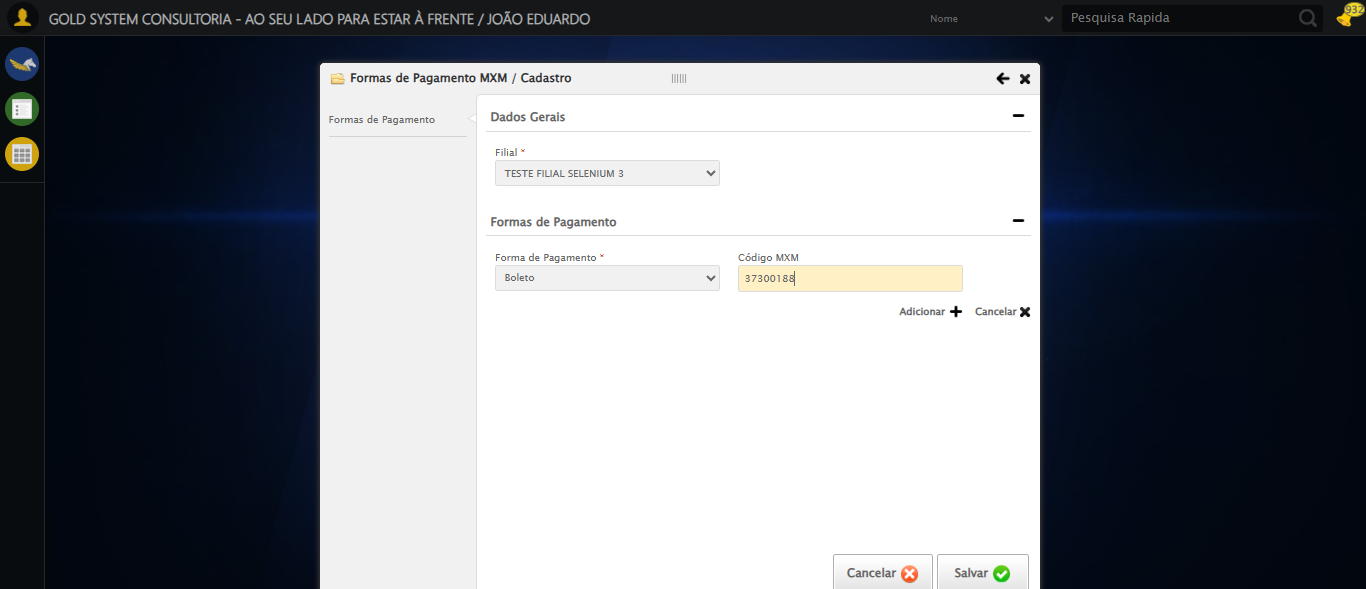 GOLD SYSTEM CONSULTORIA - AO SEU LADO PARA ESTAR À FRENTE / JOÃO EDUARDO
Nome
Pesquisa Rapida
932
Formas de Pagamento MXM / Cadastro
Formas de Pagamento
Dados Gerais
Filial *
TESTE FILIAL SELENIUM 3
Formas de Pagamento
Forma de Pagamento *
Código MXM
Boleto
37300188
Adicionar
Cancelar
Cancelar
Salvar